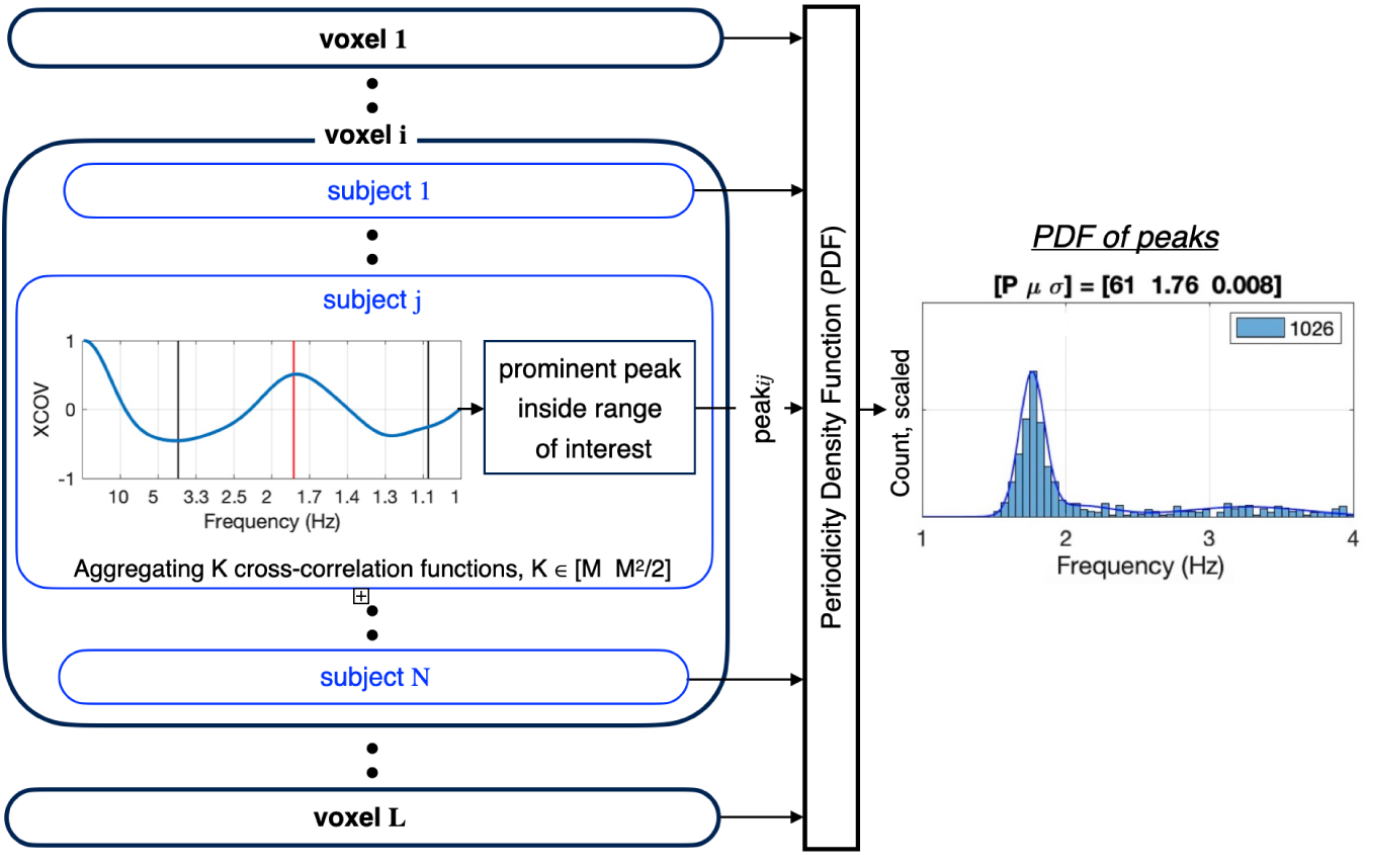 voxel 1
voxel i
subject 1
subject j
1
0
-1
XCOV
10 5 3.3 2.5 2 1.7 1.4 1.3 1.1 1
Frequency (Hz)
prominent peak
inside range
of interest
peakij
Aggregating K cross-correlation functions, K ∈ [M M²/2]
subject N
voxel L
Periodicity Density Function (PDF)
PDF of peaks
[P μ σ] = [61 1.76 0.008]
1026
Count, scaled
1 2 3 4
Frequency (Hz)